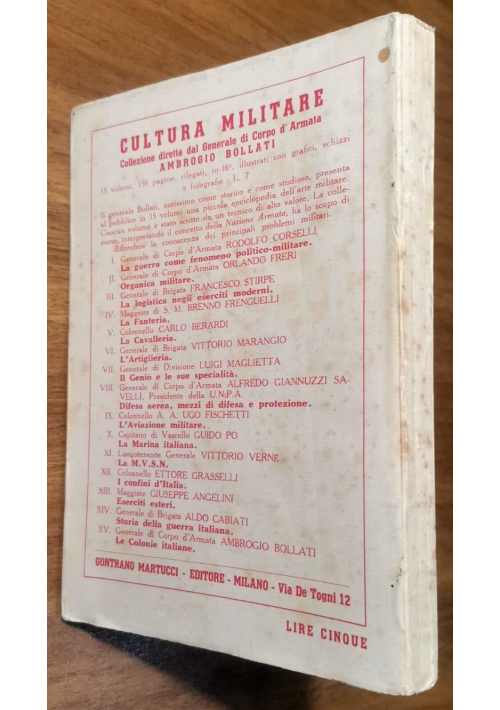 CULTURA MILITARE
Collezione diretta dal Generale di Corpo d'Armata
AMBROGIO BOLLATI
15 volumi, 150 pagine, rilegati, in-16°, illustrati con grafici, schizzi
e fotografie - L. 7
Il generale Bollati, notissimo come storico e come studioso, presenta
al pubblico in 15 volumi una piccola enciclopedia dell'arte militare.
Ciascun volume è stato scritto da un tecnico di alto valore. La colle-
zione, interpretando il concetto della Nazione Armata, ha lo scopo di
diffondere la conoscenza dei principali problemi militari.
I. Generale di Corpo d'Armata RODOLFO CORSELLI
La guerra come fenomeno politico-militare.
II. Generale di Corpo d'Armata ORLANDO FRERI
Organica militare.
III. Generale di Brigata FRANCESCO STIRPE
La logistica negli eserciti moderni.
IV. Maggiore di S. M. BRENNO FRENGUELLI
La Fanteria.
V. Colonnello CARLO BERARDI
La Cavalleria.
VI. Generale di Brigata VITTORIO MARANGIO
L'Artiglieria.
VII. Generale di Divisione LUIGI MAGLIETTA
Il Genio e le sue specialità.
VIII. Generale di Corpo d'Armata ALFREDO GIANNUZZI SA-
VELLI, Presidente della U.N.P.A.
Difesa aerea, mezzi di difesa e protezione.
IX. Colonnello A. A. UGO FISCHETTI
L'Aviazione militare.
X. Capitano di Vascello GUIDO PO
La Marina italiana.
XI. Luogotenente Generale VITTORIO VERNE
La M.V.S.N.
XII. Colonnello ETTORE GRASSELLI
I confini d'Italia.
XIII. Maggiore GIUSEPPE ANGELINI
Eserciti esteri.
XIV. Generale di Brigata ALDO CABIATI
Storia della guerra italiana.
XV. Generale di Corpo d'Armata AMBROGIO BOLLATI
Le Colonie italiane.
GONTRANO MARTUCCI - EDITORE - MILANO - Via De Togni 12
LIRE CINQUE